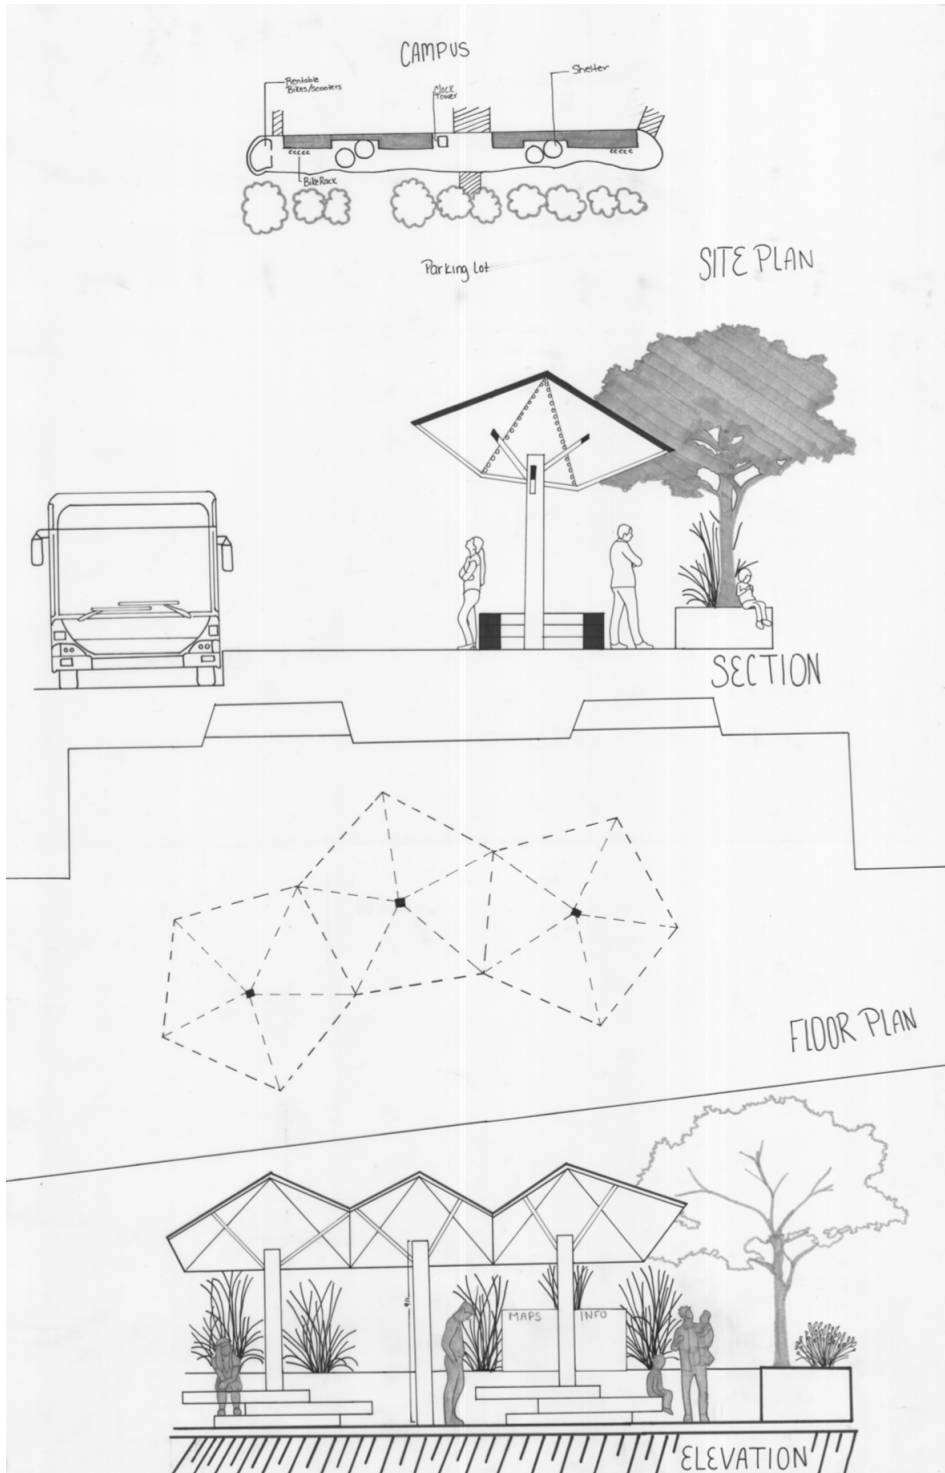 CAMPUS
Rentable
Bikes/Scooters
Clock
Tower
Shelter
Bike Rack
Parking Lot
SITE PLAN
SECTION
FLOOR PLAN
MAPS
INFO
ELEVATION